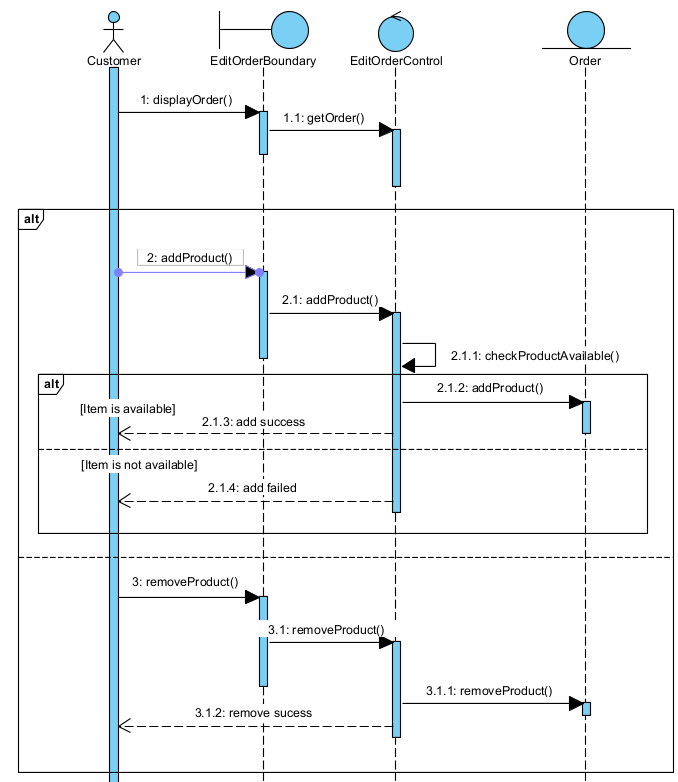 Customer
EditOrderBoundary
EditOrderControl
Order
1: displayOrder()
1.1: getOrder()
alt
2: addProduct()
2.1: addProduct()
2.1.1: checkProductAvailable()
alt
2.1.2: addProduct()
[Item is available]
2.1.3: add success
[Item is not available]
2.1.4: add failed
3: removeProduct()
3.1: removeProduct()
3.1.1: removeProduct()
3.1.2: remove sucess